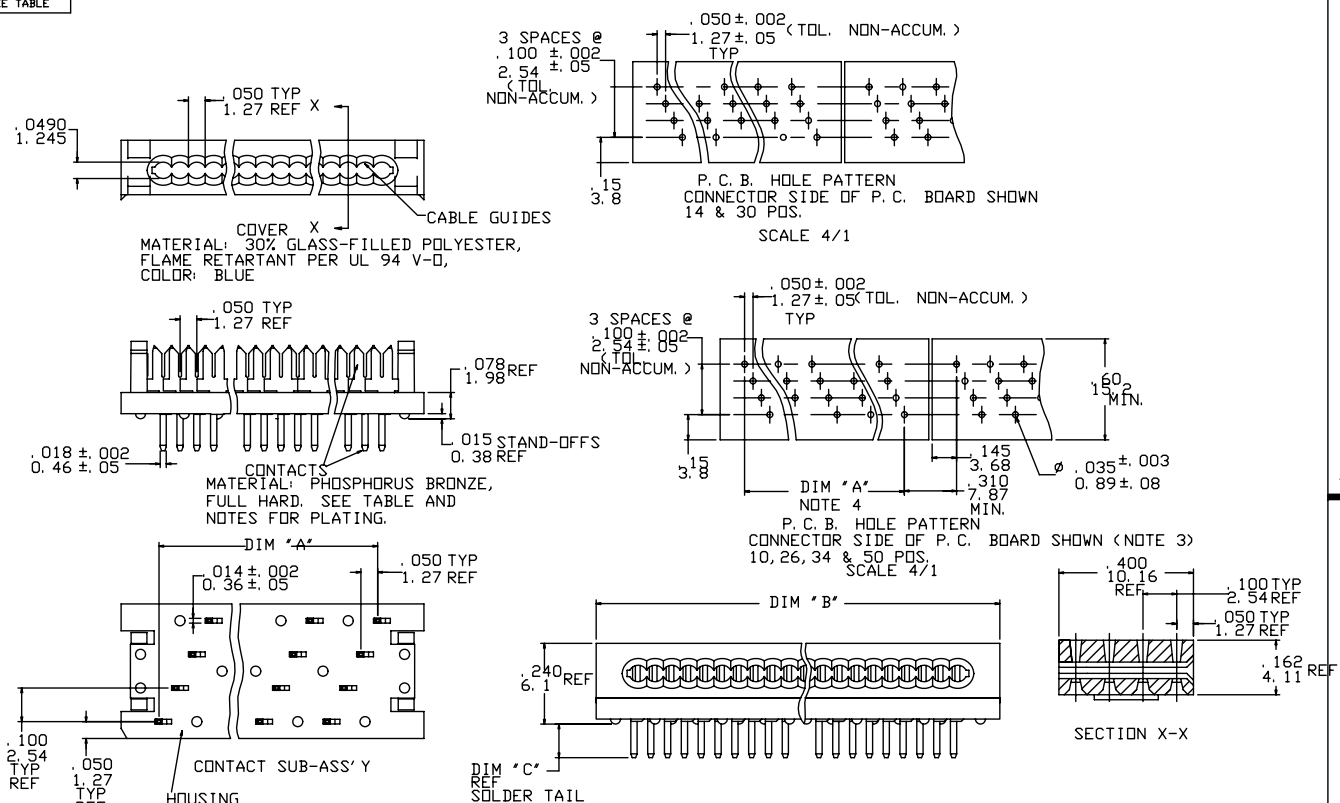 EE TABLE
.050±.002
1.27±.05 (TOL. NON-ACCUM.)
TYP
3 SPACES @
.100 ±.002
2.54 ±.05
(TOL.
NON-ACCUM.)
.15
3.8
P.C.B. HOLE PATTERN
CONNECTOR SIDE OF P.C. BOARD SHOWN
14 & 30 POS.
SCALE 4/1
.050 TYP
1.27 REF
X
.0490
1.245
CABLE GUIDES
COVER X
MATERIAL: 30% GLASS-FILLED POLYESTER,
FLAME RETARTANT PER UL 94 V-O,
COLOR: BLUE
.050 TYP
1.27 REF
.078 REF
1.98
.015 STAND-OFFS
0.38 REF
.018 ±.002
0.46 ±.05
CONTACTS
MATERIAL: PHOSPHORUS BRONZE,
FULL HARD. SEE TABLE AND
NOTES FOR PLATING.
.050±.002
1.27±.05 (TOL. NON-ACCUM.)
TYP
3 SPACES @
.100 ±.002
2.54 ±.05
(TOL.
NON-ACCUM.)
.60
15.2
MIN.
.15
3.8
.145
3.68
.310
7.87
MIN.
ø .035±.003
0.89±.08
DIM "A"
NOTE 4
P.C.B. HOLE PATTERN
CONNECTOR SIDE OF P.C. BOARD SHOWN (NOTE 3)
10,26,34 & 50 POS.
SCALE 4/1
DIM "A"
.014±.002
0.36±.05
.050 TYP
1.27 REF
.100
2.54
TYP
REF
.050
1.27
TYP
CONTACT SUB-ASS'Y
HOUSING
DIM "B"
.240 REF
6.1
DIM "C"
REF
SOLDER TAIL
.400
10.16
REF
.100 TYP
2.54 REF
.050 TYP
1.27 REF
.162 REF
4.11
SECTION X-X